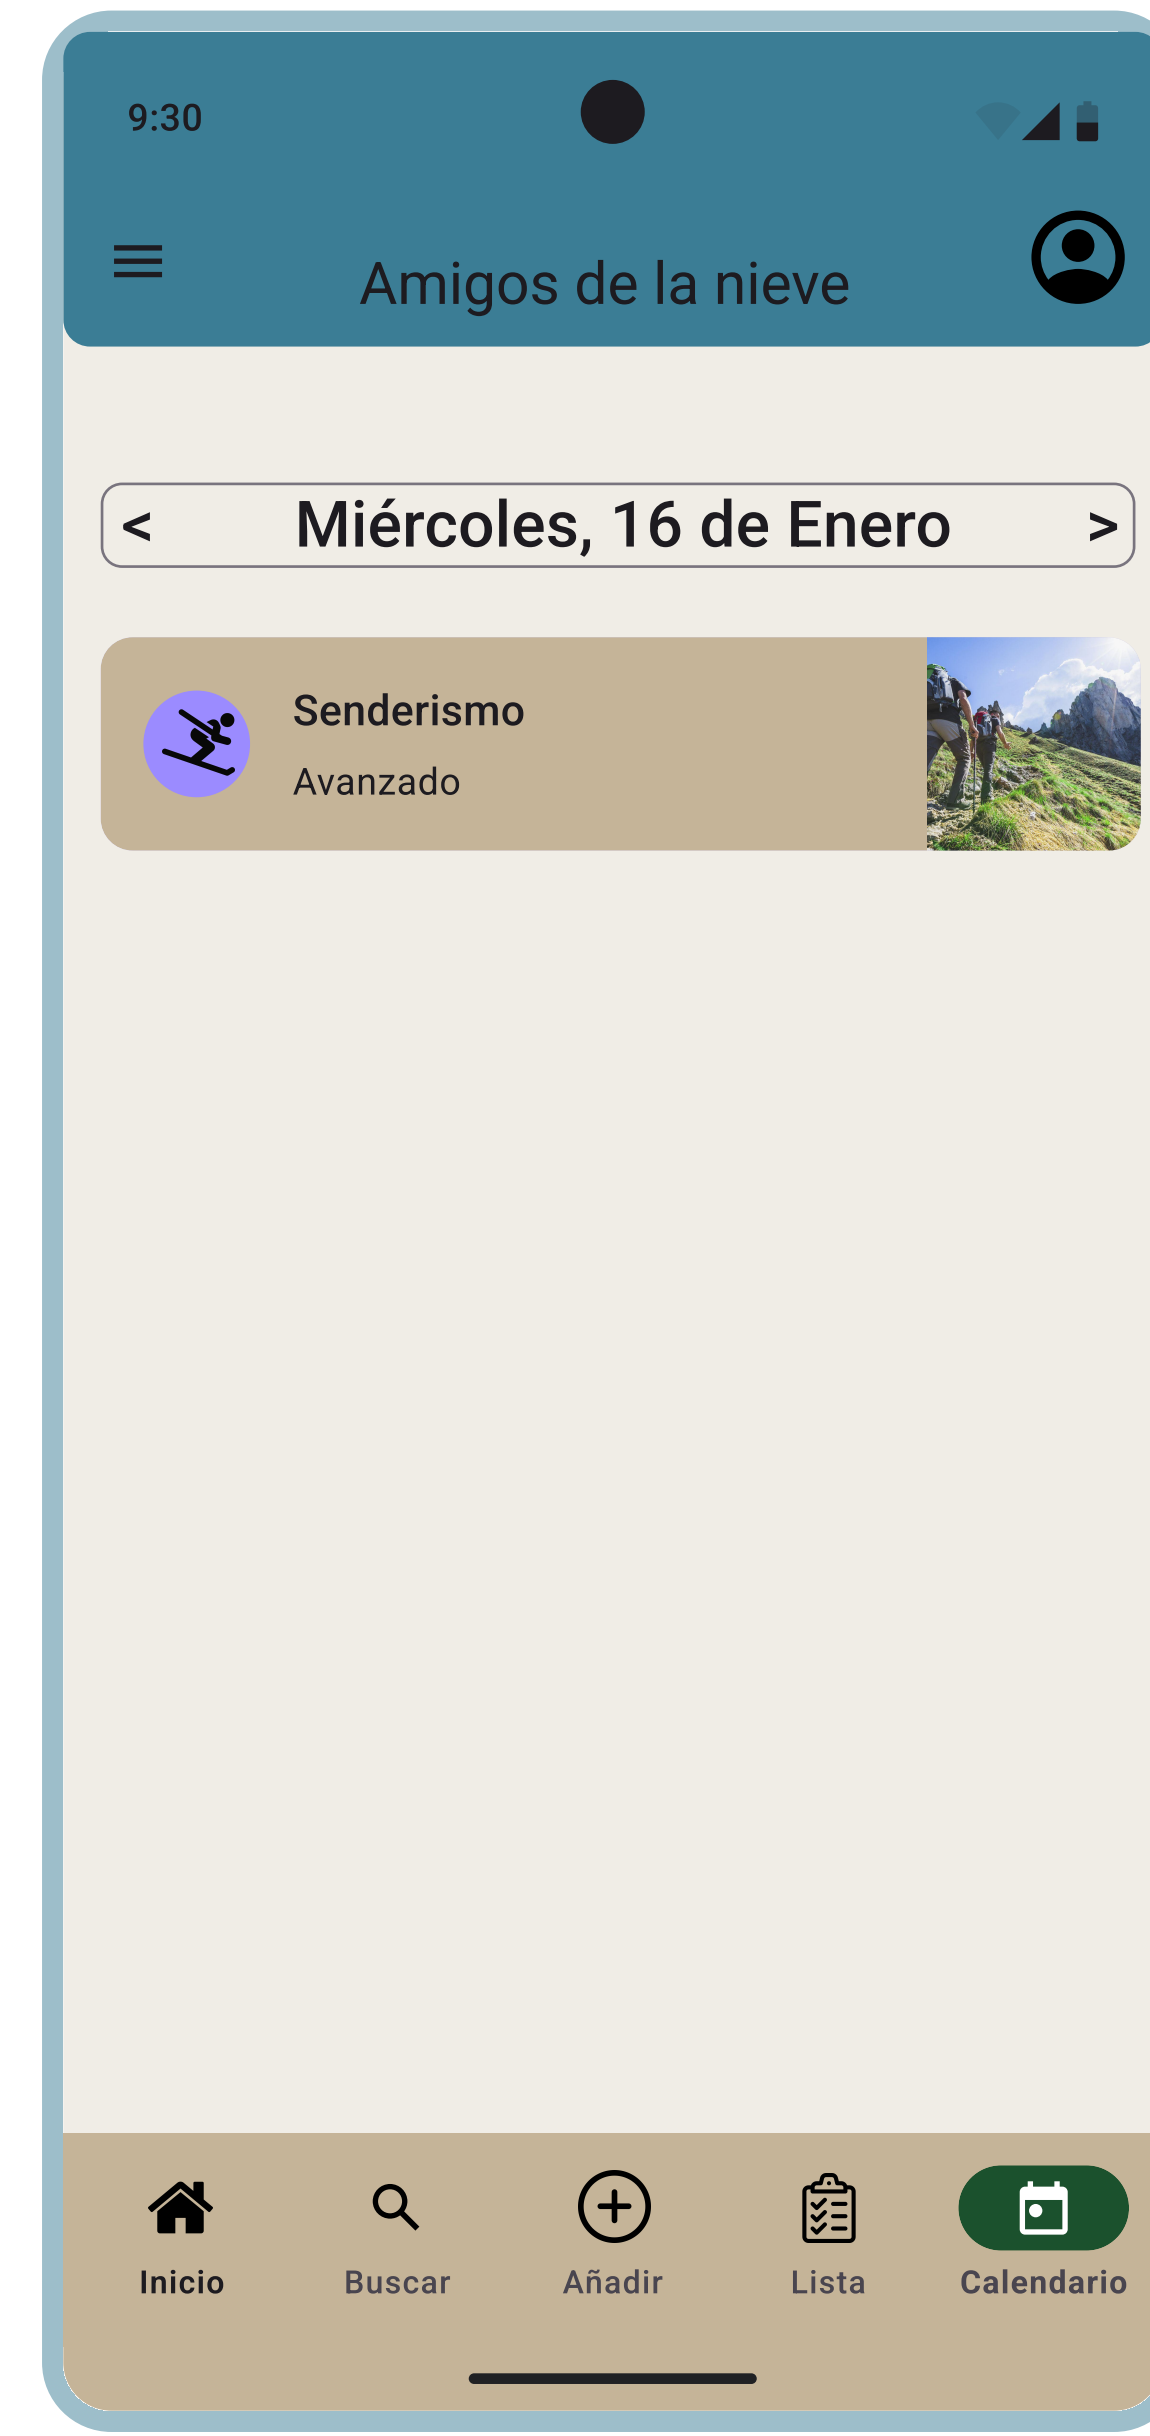 9:30
Amigos de la nieve
< Miércoles, 16 de Enero >
Senderismo
Avanzado
Inicio Buscar Añadir Lista Calendario